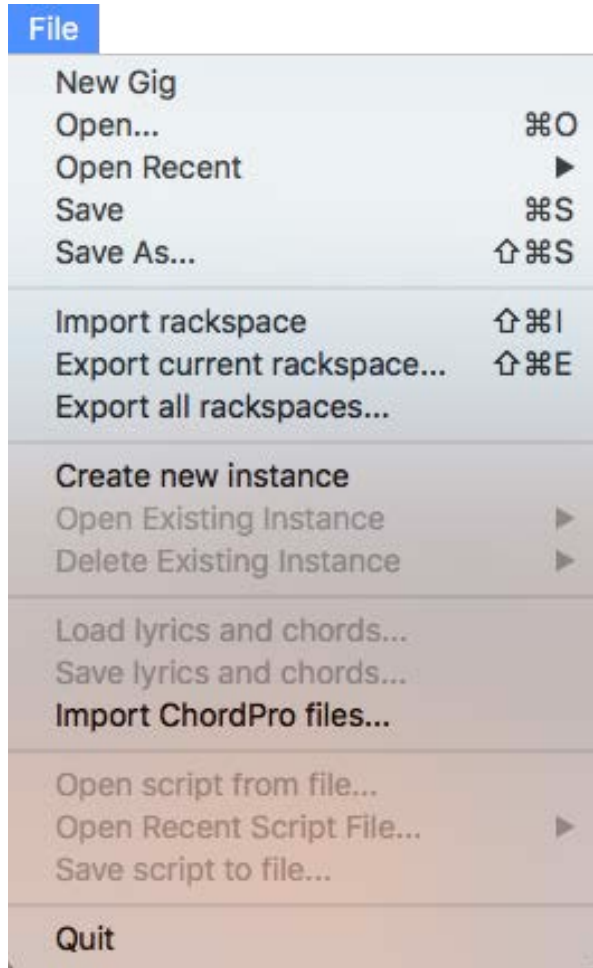 File
New Gig
Open... ⌘O
Open Recent ▶
Save ⌘S
Save As... ⇧⌘S
Import rackspace ⇧⌘I
Export current rackspace... ⇧⌘E
Export all rackspaces...
Create new instance
Open Existing Instance ▶
Delete Existing Instance ▶
Load lyrics and chords...
Save lyrics and chords...
Import ChordPro files...
Open script from file...
Open Recent Script File... ▶
Save script to file...
Quit